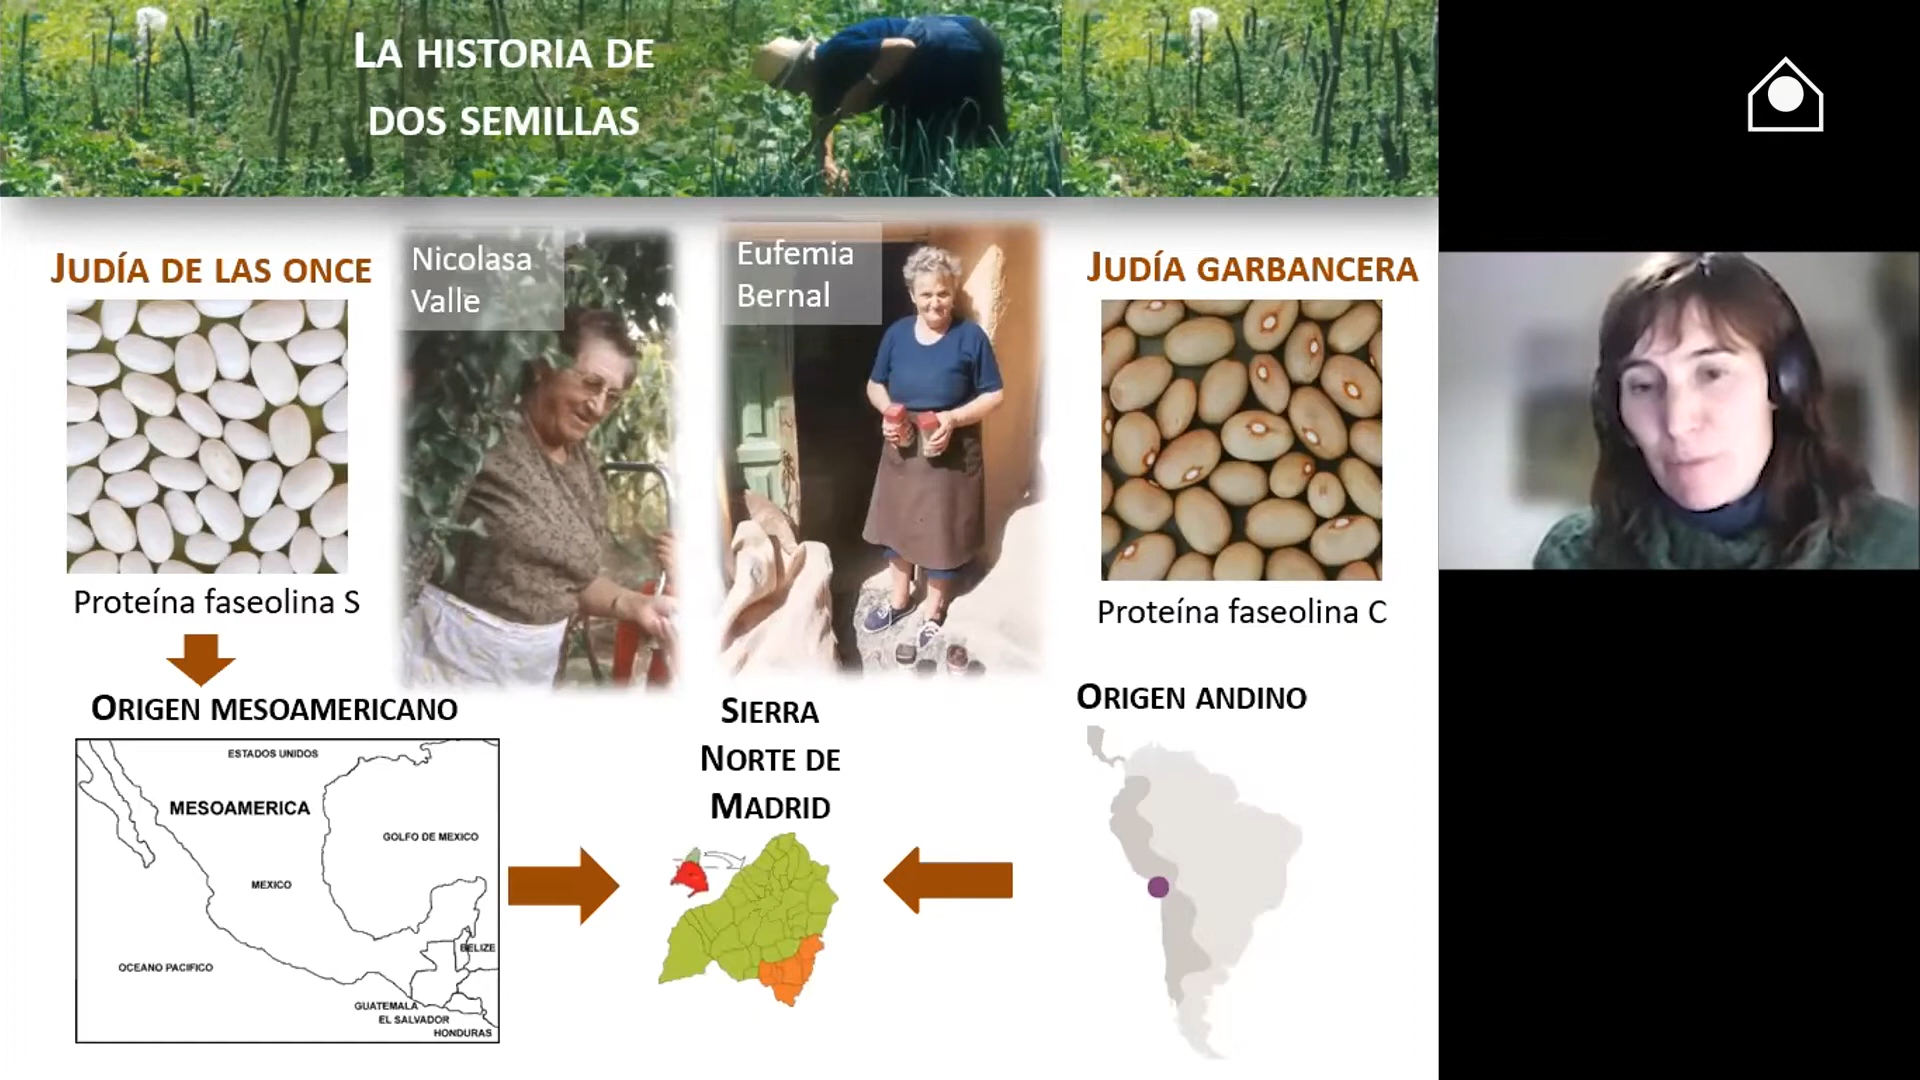 LA HISTORIA DE
DOS SEMILLAS
JUDÍA DE LAS ONCE
Nicolasa
Valle
Eufemia
Bernal
JUDÍA GARBANCERA
Proteína faseolina S
Proteína faseolina C
ORIGEN MESOAMERICANO
SIERRA
NORTE DE
MADRID
ORIGEN ANDINO
ESTADOS UNIDOS
MESOAMERICA
GOLFO DE MEXICO
MEXICO
BELIZE
OCEANO PACIFICO
GUATEMALA
EL SALVADOR
HONDURAS